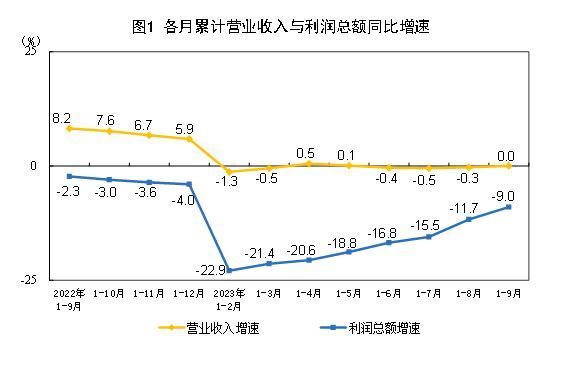 图1 各月累计营业收入与利润总额同比增速
(%)
25
8.2 7.6 6.7 5.9 -1.3 -0.5 0.5 0.1 -0.4 -0.5 -0.3 0.0
0
-2.3 -3.0 -3.6 -4.0 -22.9 -21.4 -20.6 -18.8 -16.8 -15.5 -11.7 -9.0
-25
2022年 1-10月 1-11月 1-12月 2023年 1-3月 1-4月 1-5月 1-6月 1-7月 1-8月 1-9月
1-9月 1-2月
营业收入增速 利润总额增速